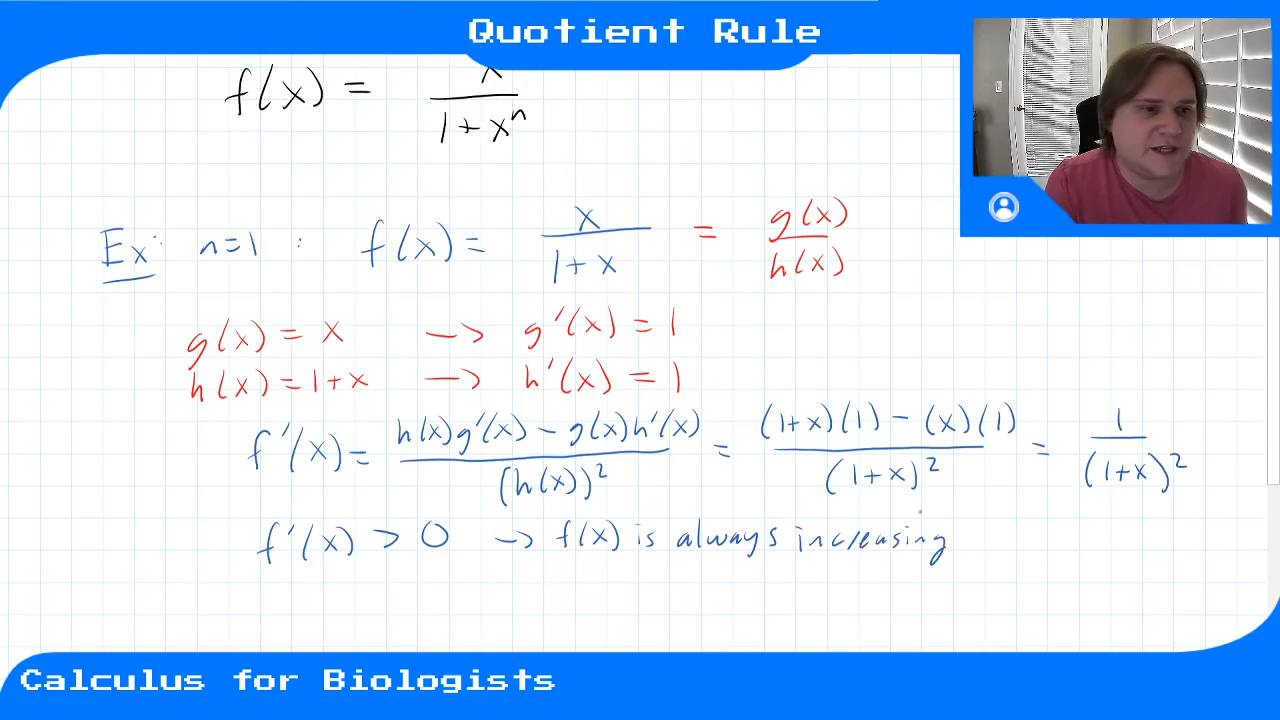 Quotient Rule
f(x) = x / 1 + xⁿ
Ex: n=1 : f(x) = x / 1 + x = g(x) / h(x)
g(x) = x → g'(x) = 1
h(x) = 1+x → h'(x) = 1
f'(x) = h(x)g'(x) - g(x)h'(x) / (h(x))² = (1+x)(1) - (x)(1) / (1+x)² = 1 / (1+x)²
f'(x) > 0 → f(x) is always increasing
Calculus for Biologists